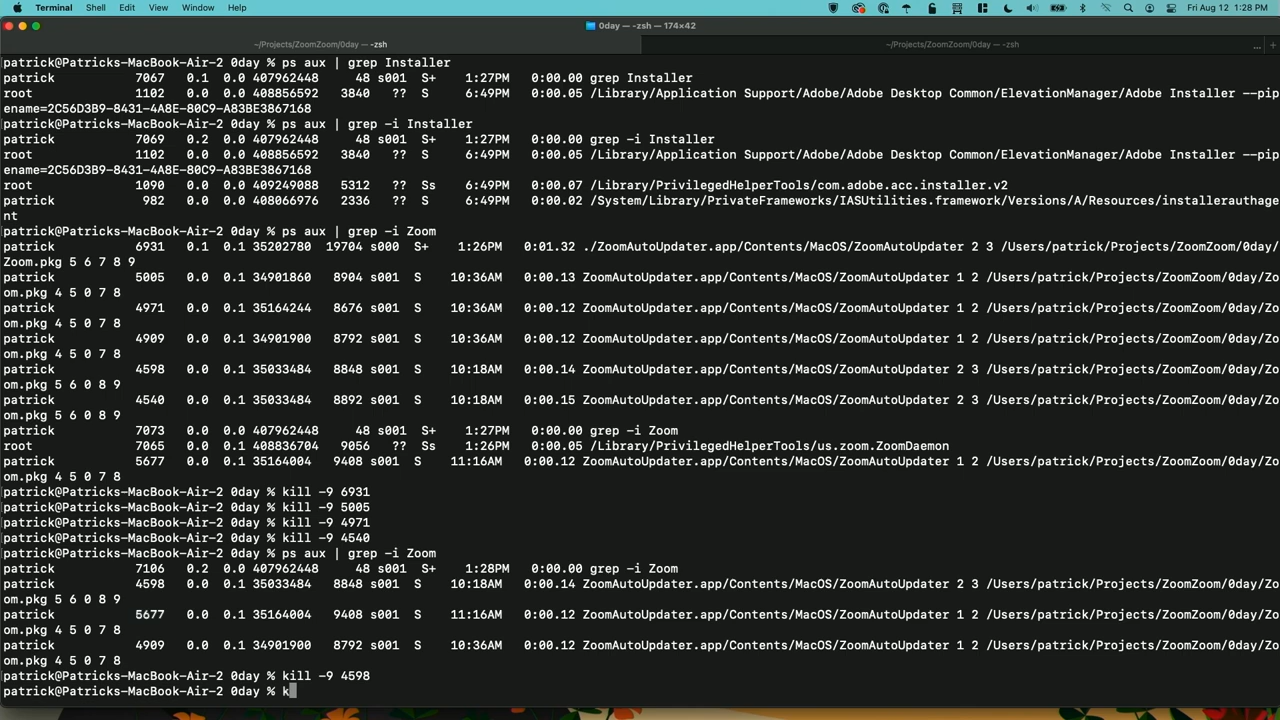 Terminal Shell Edit View Window Help Fri Aug 12 1:28 PM
0day — -zsh — 174×42
~/Projects/ZoomZoom/0day — -zsh ~/Projects/ZoomZoom/0day — -zsh ... +
patrick@Patricks-MacBook-Air-2 0day % ps aux | grep Installer
patrick 7067 0.1 0.0 407962448 48 s001 S+ 1:27PM 0:00.00 grep Installer
root 1102 0.0 0.0 408856592 3840 ?? S 6:49PM 0:00.05 /Library/Application Support/Adobe/Adobe Desktop Common/ElevationManager/Adobe Installer --pip
ename=2C56D3B9-8431-4A8E-80C9-A83BE3867168
patrick@Patricks-MacBook-Air-2 0day % ps aux | grep -i Installer
patrick 7069 0.2 0.0 407962448 48 s001 S+ 1:27PM 0:00.00 grep -i Installer
root 1102 0.0 0.0 408856592 3840 ?? S 6:49PM 0:00.05 /Library/Application Support/Adobe/Adobe Desktop Common/ElevationManager/Adobe Installer --pip
ename=2C56D3B9-8431-4A8E-80C9-A83BE3867168
root 1090 0.0 0.0 409249088 5312 ?? Ss 6:49PM 0:00.07 /Library/PrivilegedHelperTools/com.adobe.acc.installer.v2
patrick 982 0.0 0.0 408066976 2336 ?? S 6:49PM 0:00.02 /System/Library/PrivateFrameworks/IASUtilities.framework/Versions/A/Resources/installerauthage
nt
patrick@Patricks-MacBook-Air-2 0day % ps aux | grep -i Zoom
patrick 6931 0.1 0.1 35202780 19704 s000 S+ 1:26PM 0:01.32 ./ZoomAutoUpdater.app/Contents/MacOS/ZoomAutoUpdater 2 3 /Users/patrick/Projects/ZoomZoom/0day/
Zoom.pkg 5 6 7 8 9
patrick 5005 0.0 0.1 34901860 8904 s001 S 10:36AM 0:00.13 ZoomAutoUpdater.app/Contents/MacOS/ZoomAutoUpdater 1 2 /Users/patrick/Projects/ZoomZoom/0day/Zo
om.pkg 4 5 0 7 8
patrick 4971 0.0 0.1 35164244 8676 s001 S 10:36AM 0:00.12 ZoomAutoUpdater.app/Contents/MacOS/ZoomAutoUpdater 1 2 /Users/patrick/Projects/ZoomZoom/0day/Zo
om.pkg 4 5 0 7 8
patrick 4909 0.0 0.1 34901900 8792 s001 S 10:36AM 0:00.12 ZoomAutoUpdater.app/Contents/MacOS/ZoomAutoUpdater 1 2 /Users/patrick/Projects/ZoomZoom/0day/Zo
om.pkg 4 5 0 7 8
patrick 4598 0.0 0.1 35033484 8848 s001 S 10:18AM 0:00.14 ZoomAutoUpdater.app/Contents/MacOS/ZoomAutoUpdater 2 3 /Users/patrick/Projects/ZoomZoom/0day/Zo
om.pkg 5 6 0 8 9
patrick 4540 0.0 0.1 35033484 8892 s001 S 10:18AM 0:00.15 ZoomAutoUpdater.app/Contents/MacOS/ZoomAutoUpdater 2 3 /Users/patrick/Projects/ZoomZoom/0day/Zo
om.pkg 5 6 0 8 9
patrick 7073 0.0 0.0 407962448 48 s001 S+ 1:27PM 0:00.00 grep -i Zoom
root 7065 0.0 0.1 408836704 9056 ?? Ss 1:26PM 0:00.05 /Library/PrivilegedHelperTools/us.zoom.ZoomDaemon
patrick 5677 0.0 0.1 35164004 9408 s001 S 11:16AM 0:00.12 ZoomAutoUpdater.app/Contents/MacOS/ZoomAutoUpdater 1 2 /Users/patrick/Projects/ZoomZoom/0day/Zo
om.pkg 4 5 0 7 8
patrick@Patricks-MacBook-Air-2 0day % kill -9 6931
patrick@Patricks-MacBook-Air-2 0day % kill -9 5005
patrick@Patricks-MacBook-Air-2 0day % kill -9 4971
patrick@Patricks-MacBook-Air-2 0day % kill -9 4540
patrick@Patricks-MacBook-Air-2 0day % ps aux | grep -i Zoom
patrick 7106 0.2 0.0 407962448 48 s001 S+ 1:28PM 0:00.00 grep -i Zoom
patrick 4598 0.0 0.1 35033484 8848 s001 S 10:18AM 0:00.14 ZoomAutoUpdater.app/Contents/MacOS/ZoomAutoUpdater 2 3 /Users/patrick/Projects/ZoomZoom/0day/Zo
om.pkg 5 6 0 8 9
patrick 5677 0.0 0.1 35164004 9408 s001 S 11:16AM 0:00.12 ZoomAutoUpdater.app/Contents/MacOS/ZoomAutoUpdater 1 2 /Users/patrick/Projects/ZoomZoom/0day/Zo
om.pkg 4 5 0 7 8
patrick 4909 0.0 0.1 34901900 8792 s001 S 10:36AM 0:00.12 ZoomAutoUpdater.app/Contents/MacOS/ZoomAutoUpdater 1 2 /Users/patrick/Projects/ZoomZoom/0day/Zo
om.pkg 4 5 0 7 8
patrick@Patricks-MacBook-Air-2 0day % kill -9 4598
patrick@Patricks-MacBook-Air-2 0day % k